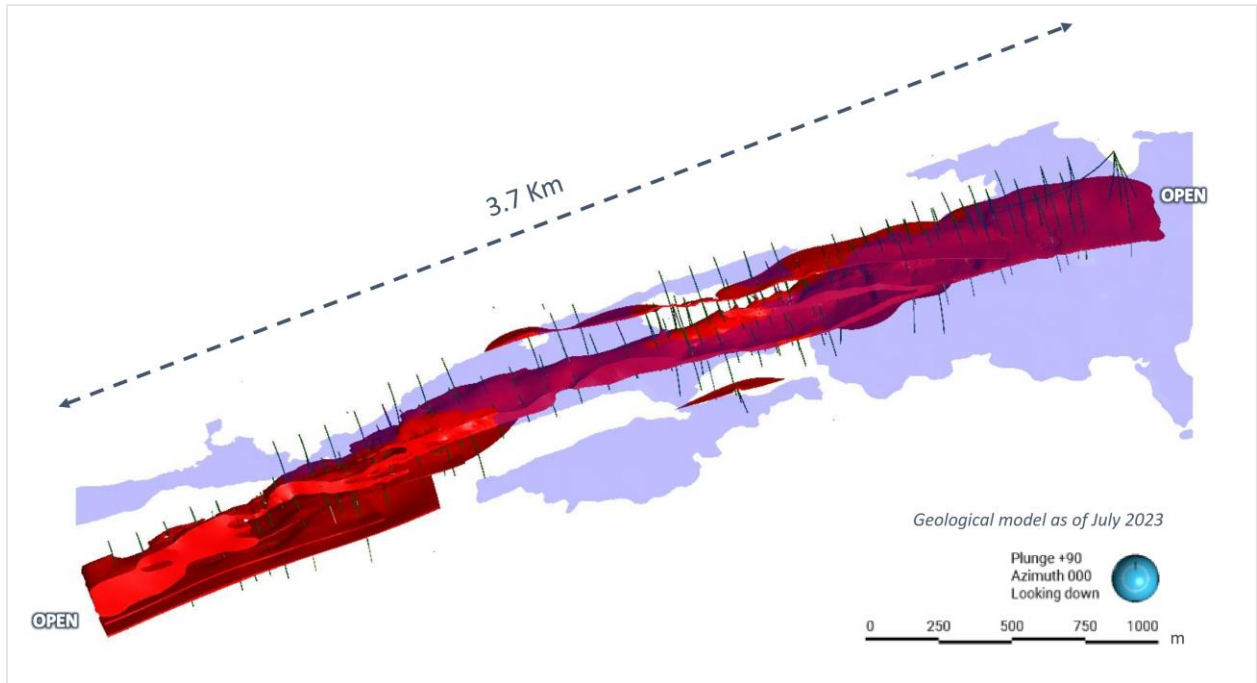 3.7 Km
OPEN
OPEN
Geological model as of July 2023
Plunge +90
Azimuth 000
Looking down
0 250 500 750 1000
m